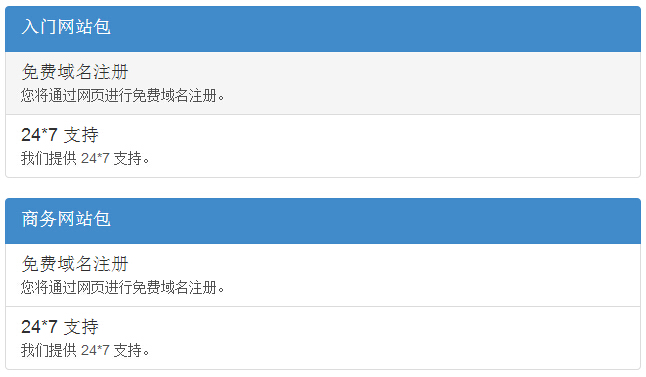 入门网站包
免费域名注册
您将通过网页进行免费域名注册。
24*7 支持
我们提供 24*7 支持。
商务网站包
免费域名注册
您将通过网页进行免费域名注册。
24*7 支持
我们提供 24*7 支持。